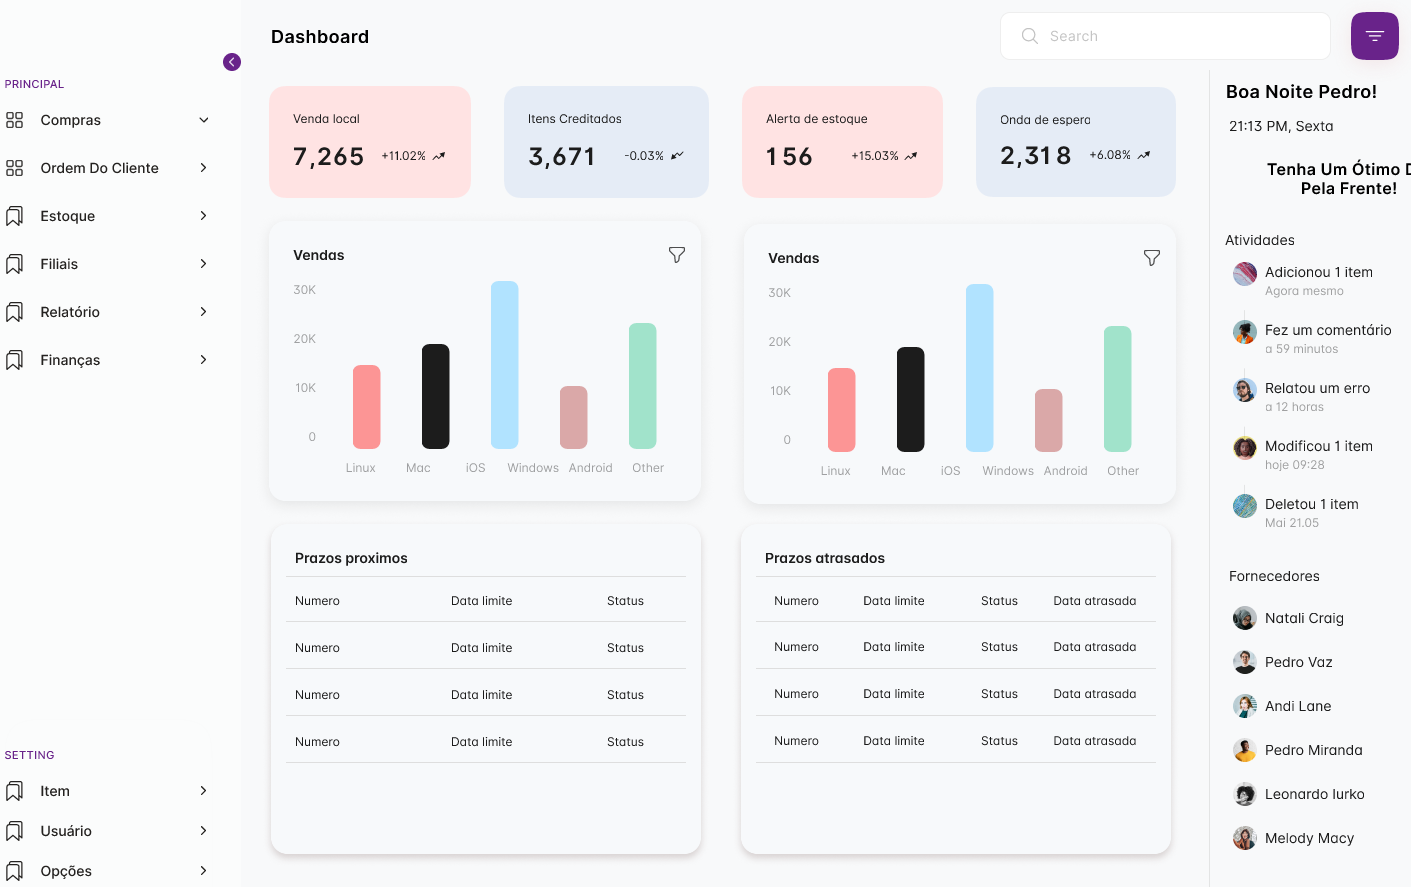 Dashboard
Search
PRINCIPAL
Compras
Ordem Do Cliente
Estoque
Filiais
Relatório
Finanças
SETTING
Item
Usuário
Opções
Venda local
7,265 +11.02%
Itens Creditados
3,671 -0.03%
Alerta de estoque
156 +15.03%
Onda de espera
2,318 +6.08%
Vendas
30K
20K
10K
0
Linux Mac iOS Windows Android Other
Vendas
30K
20K
10K
0
Linux Mac iOS Windows Android Other
Prazos proximos
Numero Data limite Status
Numero Data limite Status
Numero Data limite Status
Numero Data limite Status
Prazos atrasados
Numero Data limite Status Data atrasada
Numero Data limite Status Data atrasada
Numero Data limite Status Data atrasada
Numero Data limite Status Data atrasada
Boa Noite Pedro!
21:13 PM, Sexta
Tenha Um Ótimo D
Pela Frente!
Atividades
Adicionou 1 item
Agora mesmo
Fez um comentário
a 59 minutos
Relatou um erro
a 12 horas
Modificou 1 item
hoje 09:28
Deletou 1 item
Mai 21.05
Fornecedores
Natali Craig
Pedro Vaz
Andi Lane
Pedro Miranda
Leonardo Iurko
Melody Macy